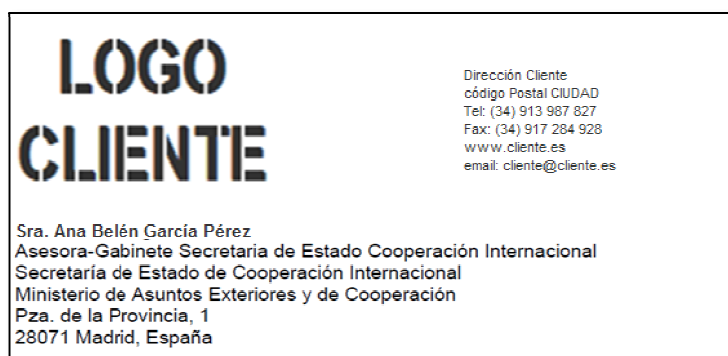 LOGO
CLIENTE
Dirección Cliente
código Postal CIUDAD
Tel: (34) 913 987 827
Fax: (34) 917 284 928
www.cliente.es
email: cliente@cliente.es
Sra. Ana Belén García Pérez
Asesora-Gabinete Secretaria de Estado Cooperación Internacional
Secretaría de Estado de Cooperación Internacional
Ministerio de Asuntos Exteriores y de Cooperación
Pza. de la Provincia, 1
28071 Madrid, España